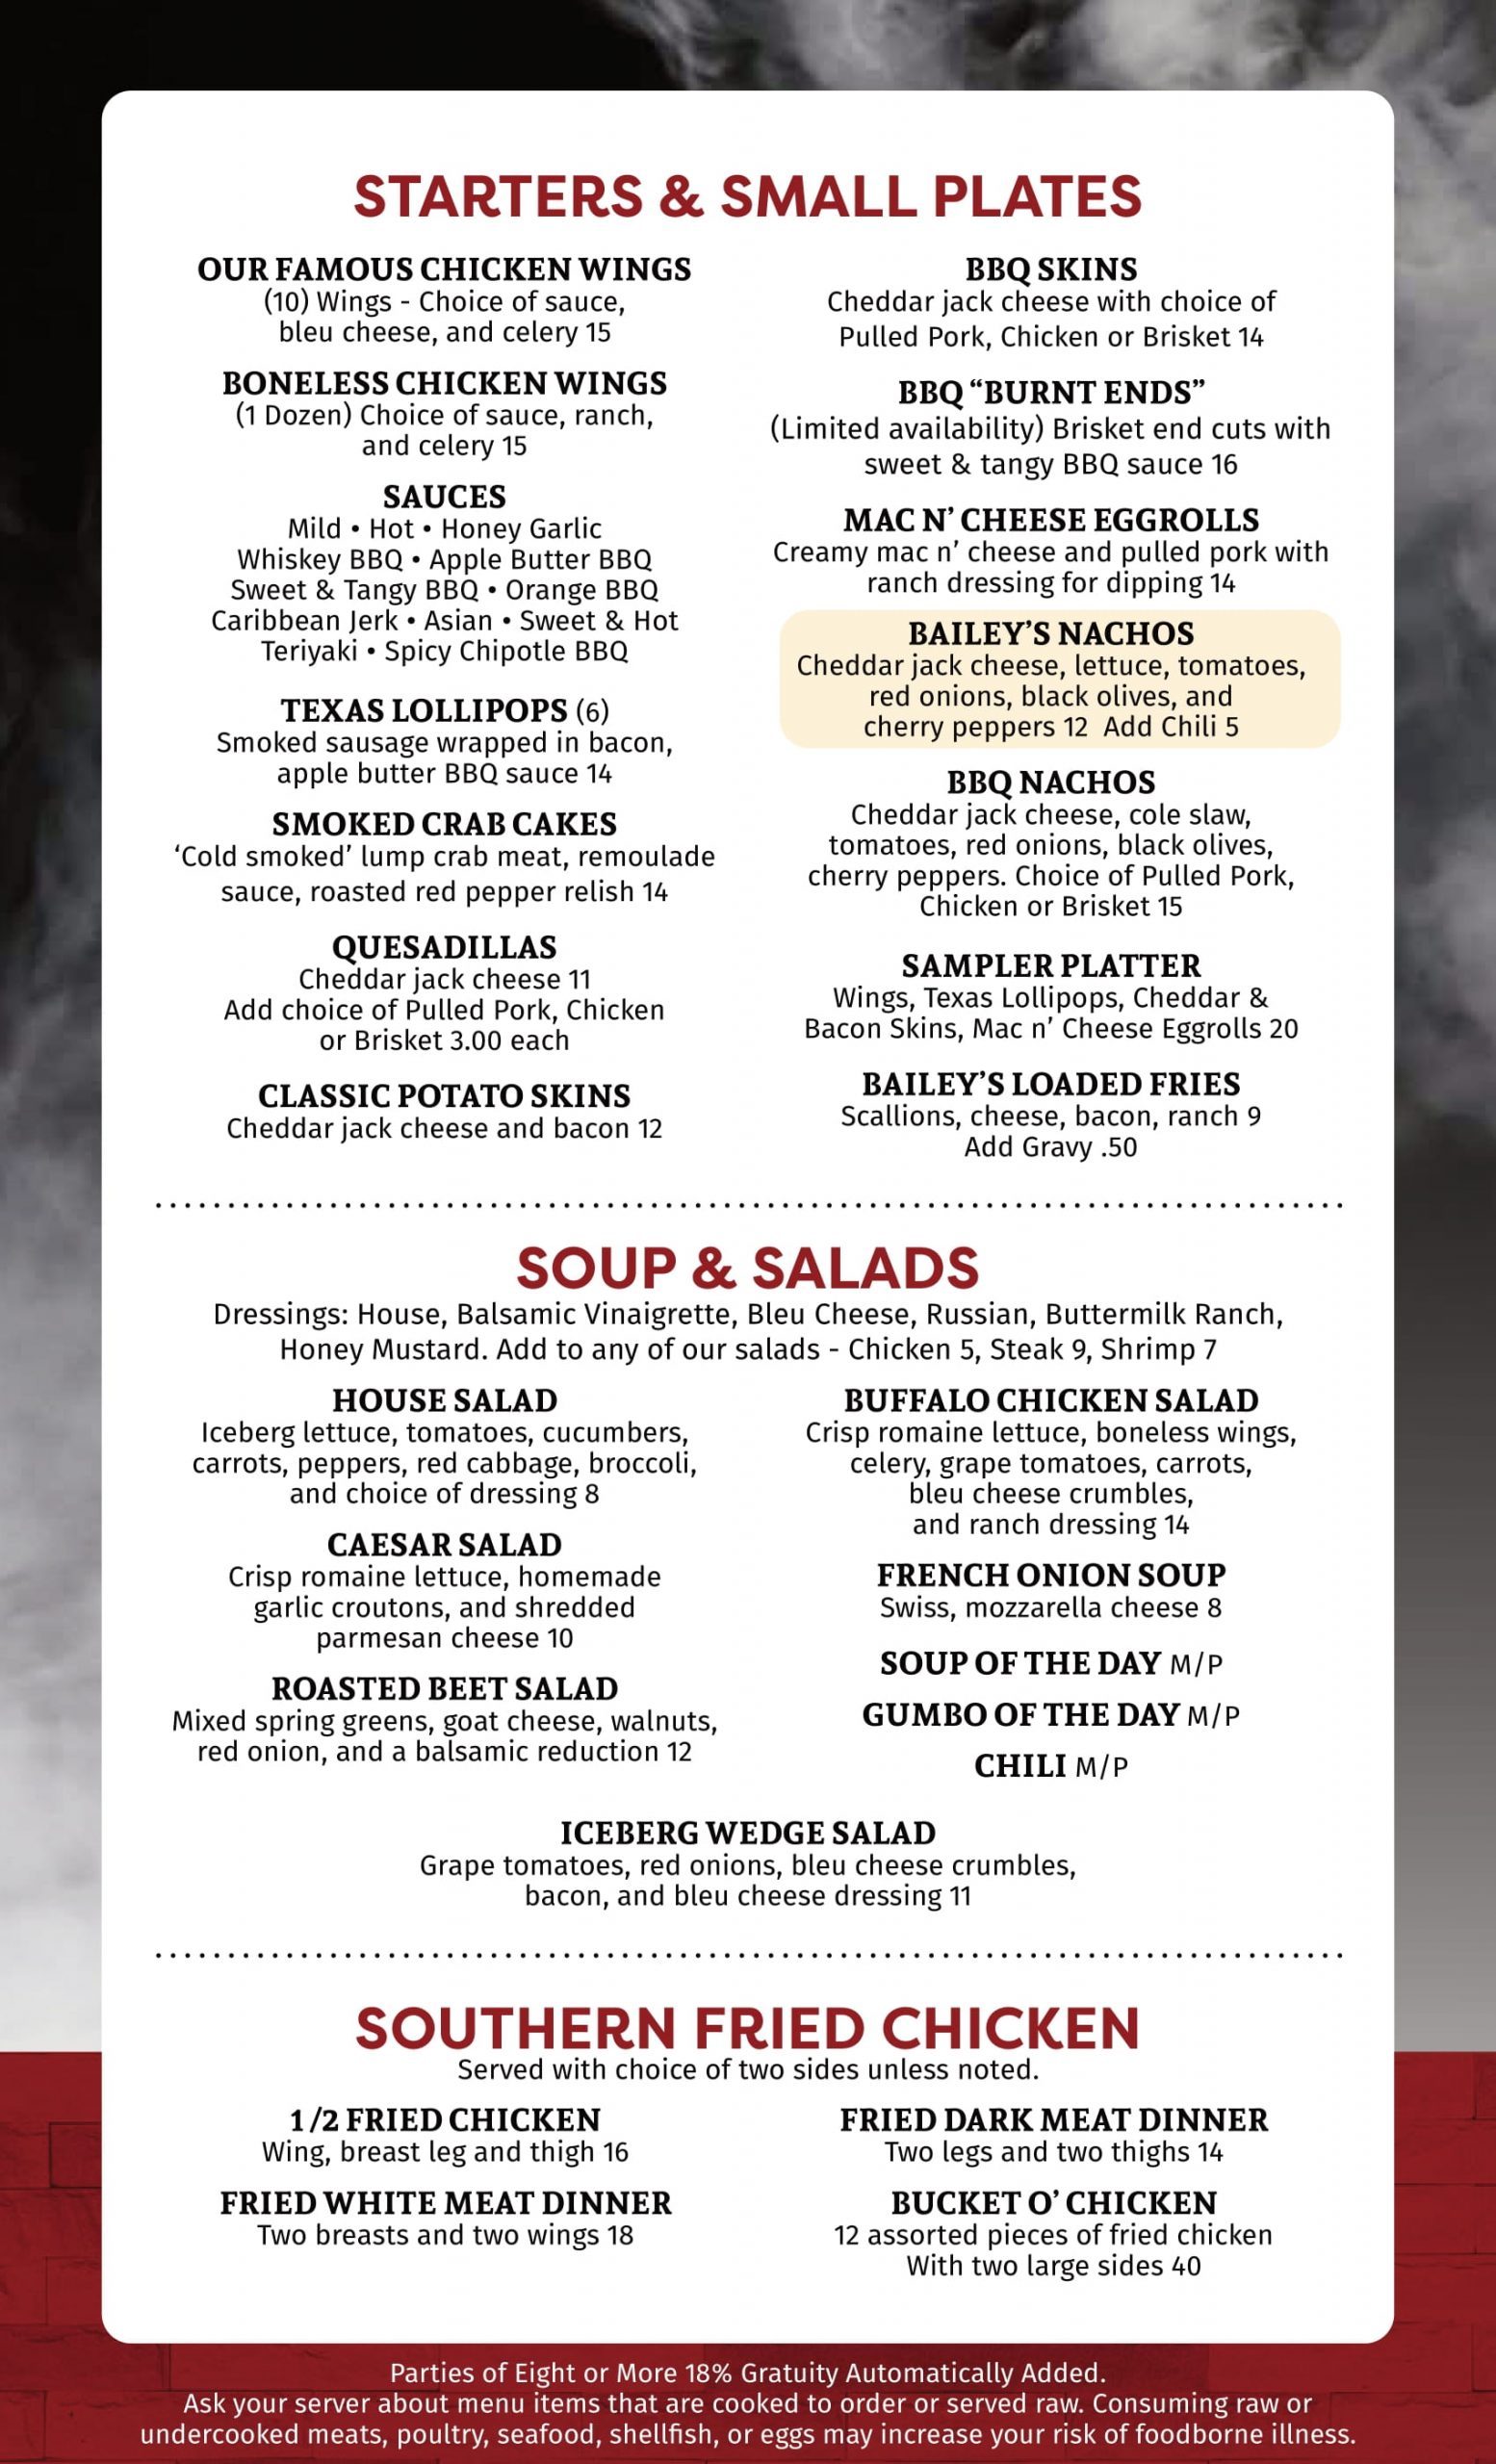 STARTERS & SMALL PLATES
OUR FAMOUS CHICKEN WINGS
(10) Wings - Choice of sauce,
bleu cheese, and celery 15
BONELESS CHICKEN WINGS
(1 Dozen) Choice of sauce, ranch,
and celery 15
SAUCES
Mild • Hot • Honey Garlic
Whiskey BBQ • Apple Butter BBQ
Sweet & Tangy BBQ • Orange BBQ
Caribbean Jerk • Asian • Sweet & Hot
Teriyaki • Spicy Chipotle BBQ
TEXAS LOLLIPOPS (6)
Smoked sausage wrapped in bacon,
apple butter BBQ sauce 14
SMOKED CRAB CAKES
‘Cold smoked’ lump crab meat, remoulade
sauce, roasted red pepper relish 14
QUESADILLAS
Cheddar jack cheese 11
Add choice of Pulled Pork, Chicken
or Brisket 3.00 each
CLASSIC POTATO SKINS
Cheddar jack cheese and bacon 12
BBQ SKINS
Cheddar jack cheese with choice of
Pulled Pork, Chicken or Brisket 14
BBQ “BURNT ENDS”
(Limited availability) Brisket end cuts with
sweet & tangy BBQ sauce 16
MAC N’ CHEESE EGGROLLS
Creamy mac n’ cheese and pulled pork with
ranch dressing for dipping 14
BAILEY’S NACHOS
Cheddar jack cheese, lettuce, tomatoes,
red onions, black olives, and
cherry peppers 12 Add Chili 5
BBQ NACHOS
Cheddar jack cheese, cole slaw,
tomatoes, red onions, black olives,
cherry peppers. Choice of Pulled Pork,
Chicken or Brisket 15
SAMPLER PLATTER
Wings, Texas Lollipops, Cheddar &
Bacon Skins, Mac n’ Cheese Eggrolls 20
BAILEY’S LOADED FRIES
Scallions, cheese, bacon, ranch 9
Add Gravy .50
SOUP & SALADS
Dressings: House, Balsamic Vinaigrette, Bleu Cheese, Russian, Buttermilk Ranch,
Honey Mustard. Add to any of our salads - Chicken 5, Steak 9, Shrimp 7
HOUSE SALAD
Iceberg lettuce, tomatoes, cucumbers,
carrots, peppers, red cabbage, broccoli,
and choice of dressing 8
CAESAR SALAD
Crisp romaine lettuce, homemade
garlic croutons, and shredded
parmesan cheese 10
ROASTED BEET SALAD
Mixed spring greens, goat cheese, walnuts,
red onion, and a balsamic reduction 12
BUFFALO CHICKEN SALAD
Crisp romaine lettuce, boneless wings,
celery, grape tomatoes, carrots,
bleu cheese crumbles,
and ranch dressing 14
FRENCH ONION SOUP
Swiss, mozzarella cheese 8
SOUP OF THE DAY M/P
GUMBO OF THE DAY M/P
CHILI M/P
ICEBERG WEDGE SALAD
Grape tomatoes, red onions, bleu cheese crumbles,
bacon, and bleu cheese dressing 11
SOUTHERN FRIED CHICKEN
Served with choice of two sides unless noted.
1/2 FRIED CHICKEN
Wing, breast leg and thigh 16
FRIED WHITE MEAT DINNER
Two breasts and two wings 18
FRIED DARK MEAT DINNER
Two legs and two thighs 14
BUCKET O’ CHICKEN
12 assorted pieces of fried chicken
With two large sides 40
Parties of Eight or More 18% Gratuity Automatically Added.
Ask your server about menu items that are cooked to order or served raw. Consuming raw or
undercooked meats, poultry, seafood, shellfish, or eggs may increase your risk of foodborne illness.